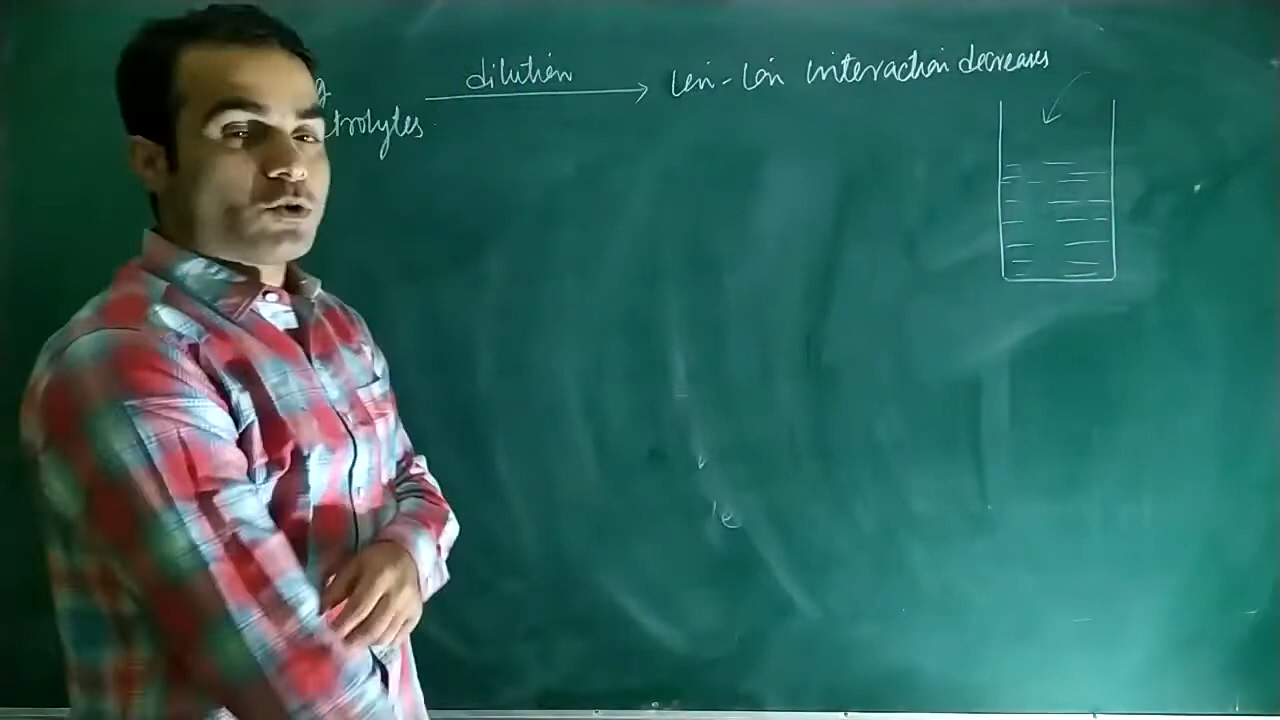 dilution
Ion-Ion interaction decreases
g
trolytes